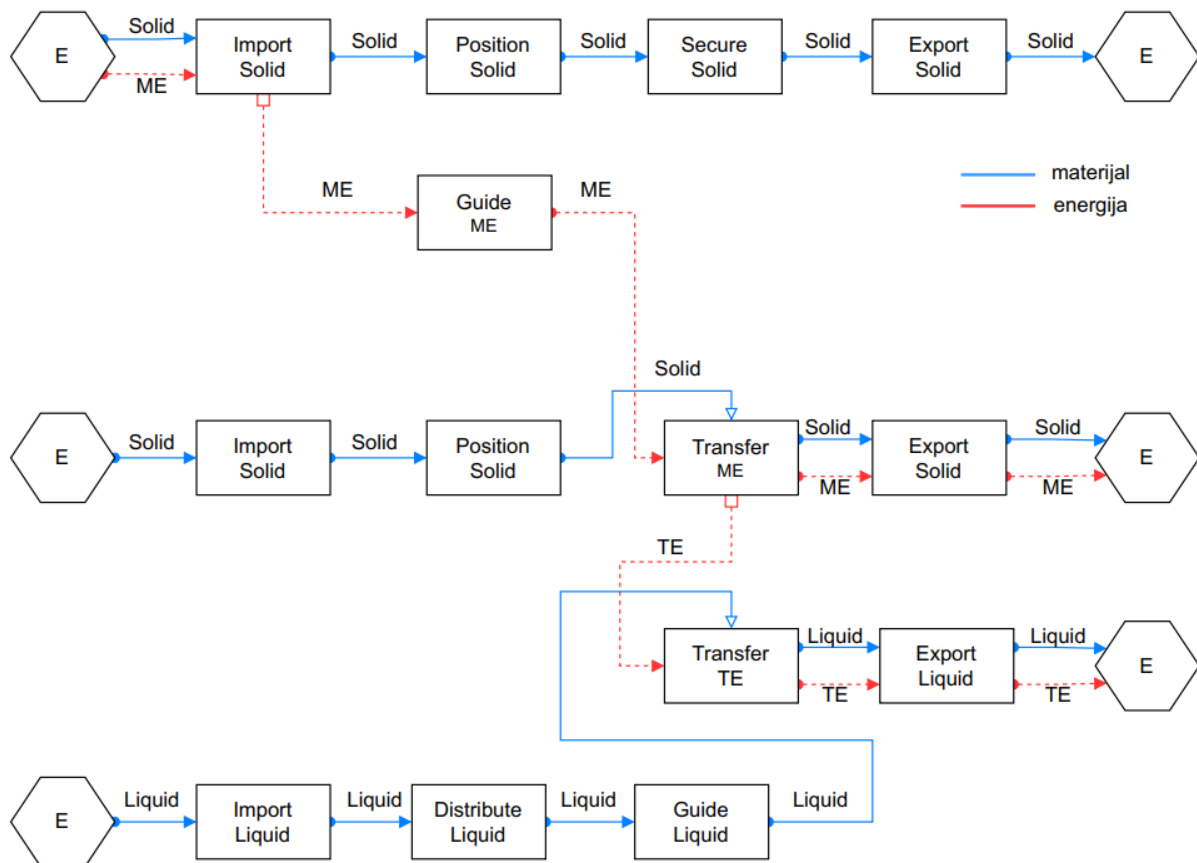 Solid
Solid
Solid
Solid
Solid
E
Import
Solid
Position
Solid
Secure
Solid
Export
Solid
E
ME
ME
Guide
ME
ME
materijal
energija
Solid
E
Solid
Import
Solid
Solid
Position
Solid
Transfer
ME
Solid
ME
Export
Solid
Solid
ME
E
TE
Transfer
TE
Liquid
TE
Export
Liquid
Liquid
TE
E
E
Liquid
Import
Liquid
Liquid
Distribute
Liquid
Liquid
Guide
Liquid
Liquid